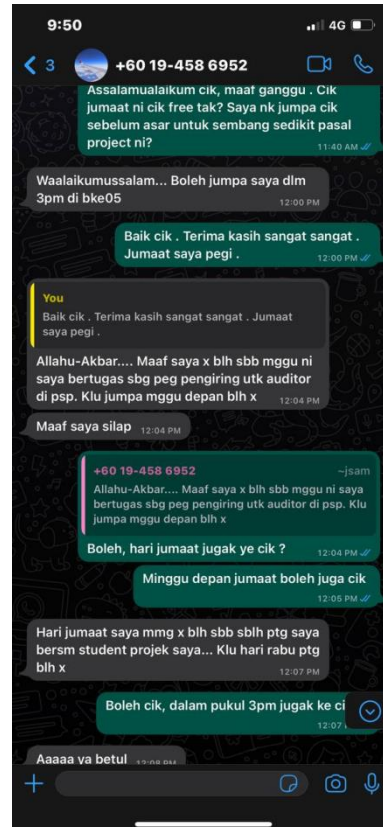 9:50
4G
3
+60 19-458 6952
Assalamualaikum cik, maaf ganggu . Cik
jumaat ni cik free tak? Saya nk jumpa cik
sebelum asar untuk sembang sedikit pasal
project ni?
11:40 AM
Waalaikumussalam... Boleh jumpa saya dlm
3pm di bke05
12:00 PM
Baik cik . Terima kasih sangat sangat .
Jumaat saya pegi .
12:00 PM
You
Baik cik . Terima kasih sangat sangat . Jumaat
saya pegi .
Allahu-Akbar.... Maaf saya x blh sbb mggu ni
saya bertugas sbg peg pengiring utk auditor
di psp. Klu jumpa mggu depan blh x
12:04 PM
Maaf saya silap
12:04 PM
+60 19-458 6952
~jsam
Allahu-Akbar.... Maaf saya x blh sbb mggu ni saya
bertugas sbg peg pengiring utk auditor di psp. Klu
jumpa mggu depan blh x
Boleh, hari jumaat jugak ye cik ?
12:04 PM
Minggu depan jumaat boleh juga cik
12:05 PM
Hari jumaat saya mmg x blh sbb sblh ptg saya
bersm student projek saya... Klu hari rabu ptg
blh x
12:07 PM
Boleh cik, dalam pukul 3pm jugak ke ci
12:07
Aaaaa ya betul
12:08 PM